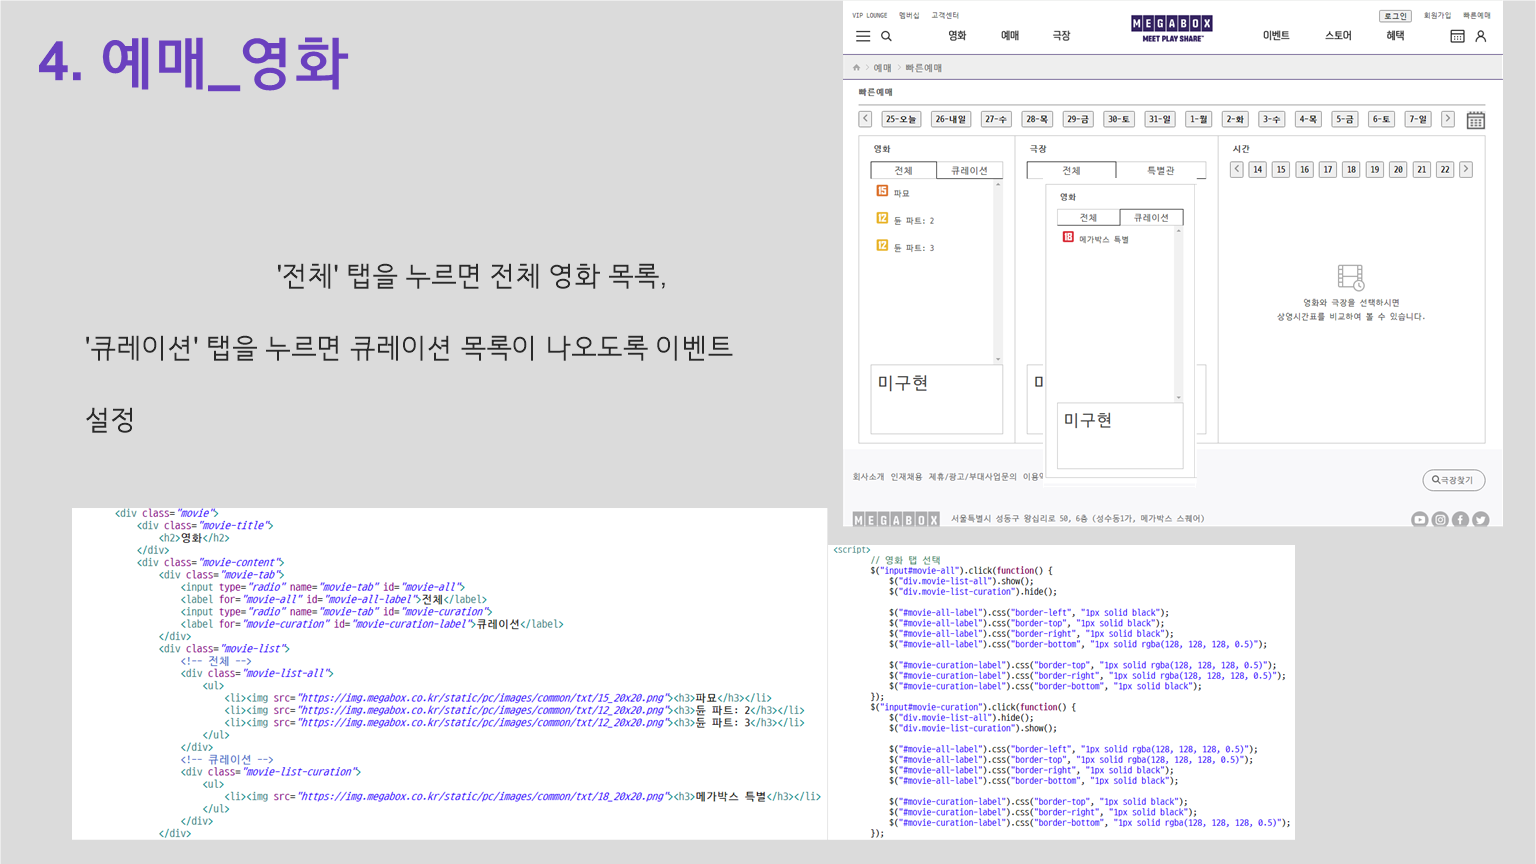 4. 예매_영화
'전체' 탭을 누르면 전체 영화 목록,
'큐레이션' 탭을 누르면 큐레이션 목록이 나오도록 이벤트
설정
VIP LOUNGE 멤버십 고객센터
로그인 회원가입 빠른예매
영화 예매 극장
MEGABOX
MEET PLAY SHARE™
이벤트 스토어 혜택
예매 > 빠른예매
빠른예매
< 25-오늘 26-내일 27-수 28-목 29-금 30-토 31-일 1-월 2-화 3-수 4-목 5-금 6-토 7-일 >
영화
전체 큐레이션
15 파묘
12 듄 파트: 2
12 듄 파트: 3
미구현
극장
전체 특별관
영화
전체 큐레이션
18 메가박스 특별
미구현
시간
< 14 15 16 17 18 19 20 21 22 >
영화와 극장을 선택하시면
상영시간표를 비교하여 볼 수 있습니다.
회사소개 인재채용 제휴/광고/부대사업문의
극장찾기
MEGABOX 서울특별시 성동구 왕십리로 50, 6층 (성수동1가, 메가박스 스퀘어)
<div class="movie">
<div class="movie-title">
<h2>영화</h2>
</div>
<div class="movie-content">
<div class="movie-tab">
<input type="radio" name="movie-tab" id="movie-all">
<label for="movie-all" id="movie-all-label">전체</label>
<input type="radio" name="movie-tab" id="movie-curation">
<label for="movie-curation" id="movie-curation-label">큐레이션</label>
</div>
<div class="movie-list">
<!-- 전체 -->
<div class="movie-list-all">
<ul>
<li><img src="https://img.megabox.co.kr/static/pc/images/common/txt/15_20x20.png"><h3>파묘</h3></li>
<li><img src="https://img.megabox.co.kr/static/pc/images/common/txt/12_20x20.png"><h3>듄 파트: 2</h3></li>
<li><img src="https://img.megabox.co.kr/static/pc/images/common/txt/12_20x20.png"><h3>듄 파트: 3</h3></li>
</ul>
</div>
<!-- 큐레이션 -->
<div class="movie-list-curation">
<ul>
<li><img src="https://img.megabox.co.kr/static/pc/images/common/txt/18_20x20.png"><h3>메가박스 특별</h3></li>
</ul>
</div>
</div>
<script>
// 영화 탭 선택
$("input#movie-all").click(function() {
$("div.movie-list-all").show();
$("div.movie-list-curation").hide();
$("#movie-all-label").css("border-left", "1px solid black");
$("#movie-all-label").css("border-top", "1px solid black");
$("#movie-all-label").css("border-right", "1px solid black");
$("#movie-all-label").css("border-bottom", "1px solid rgba(128, 128, 128, 0.5)");
$("#movie-curation-label").css("border-top", "1px solid rgba(128, 128, 128, 0.5)");
$("#movie-curation-label").css("border-right", "1px solid rgba(128, 128, 128, 0.5)");
$("#movie-curation-label").css("border-bottom", "1px solid black");
});
$("input#movie-curation").click(function() {
$("div.movie-list-all").hide();
$("div.movie-list-curation").show();
$("#movie-all-label").css("border-left", "1px solid rgba(128, 128, 128, 0.5)");
$("#movie-all-label").css("border-top", "1px solid rgba(128, 128, 128, 0.5)");
$("#movie-all-label").css("border-right", "1px solid black");
$("#movie-all-label").css("border-bottom", "1px solid black");
$("#movie-curation-label").css("border-top", "1px solid black");
$("#movie-curation-label").css("border-right", "1px solid black");
$("#movie-curation-label").css("border-bottom", "1px solid rgba(128, 128, 128, 0.5)");
});